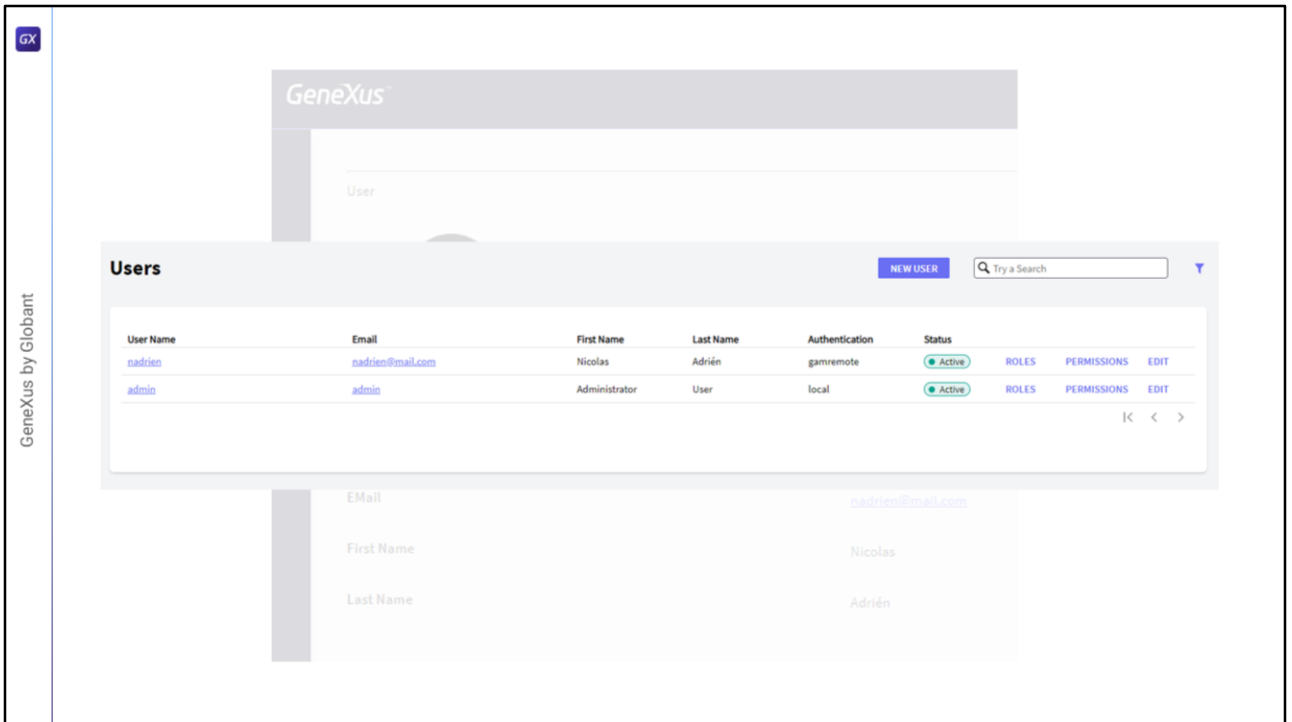 GX
GeneXus by Globant
GeneXus™
User
Users
NEW USER
Try a Search
User Name Email First Name Last Name Authentication Status
nadrien nadrien@mail.com Nicolas Adrién gamremote Active ROLES PERMISSIONS EDIT
admin admin Administrator User local Active ROLES PERMISSIONS EDIT
EMail nadrien@mail.com
First Name Nicolas
Last Name Adrién